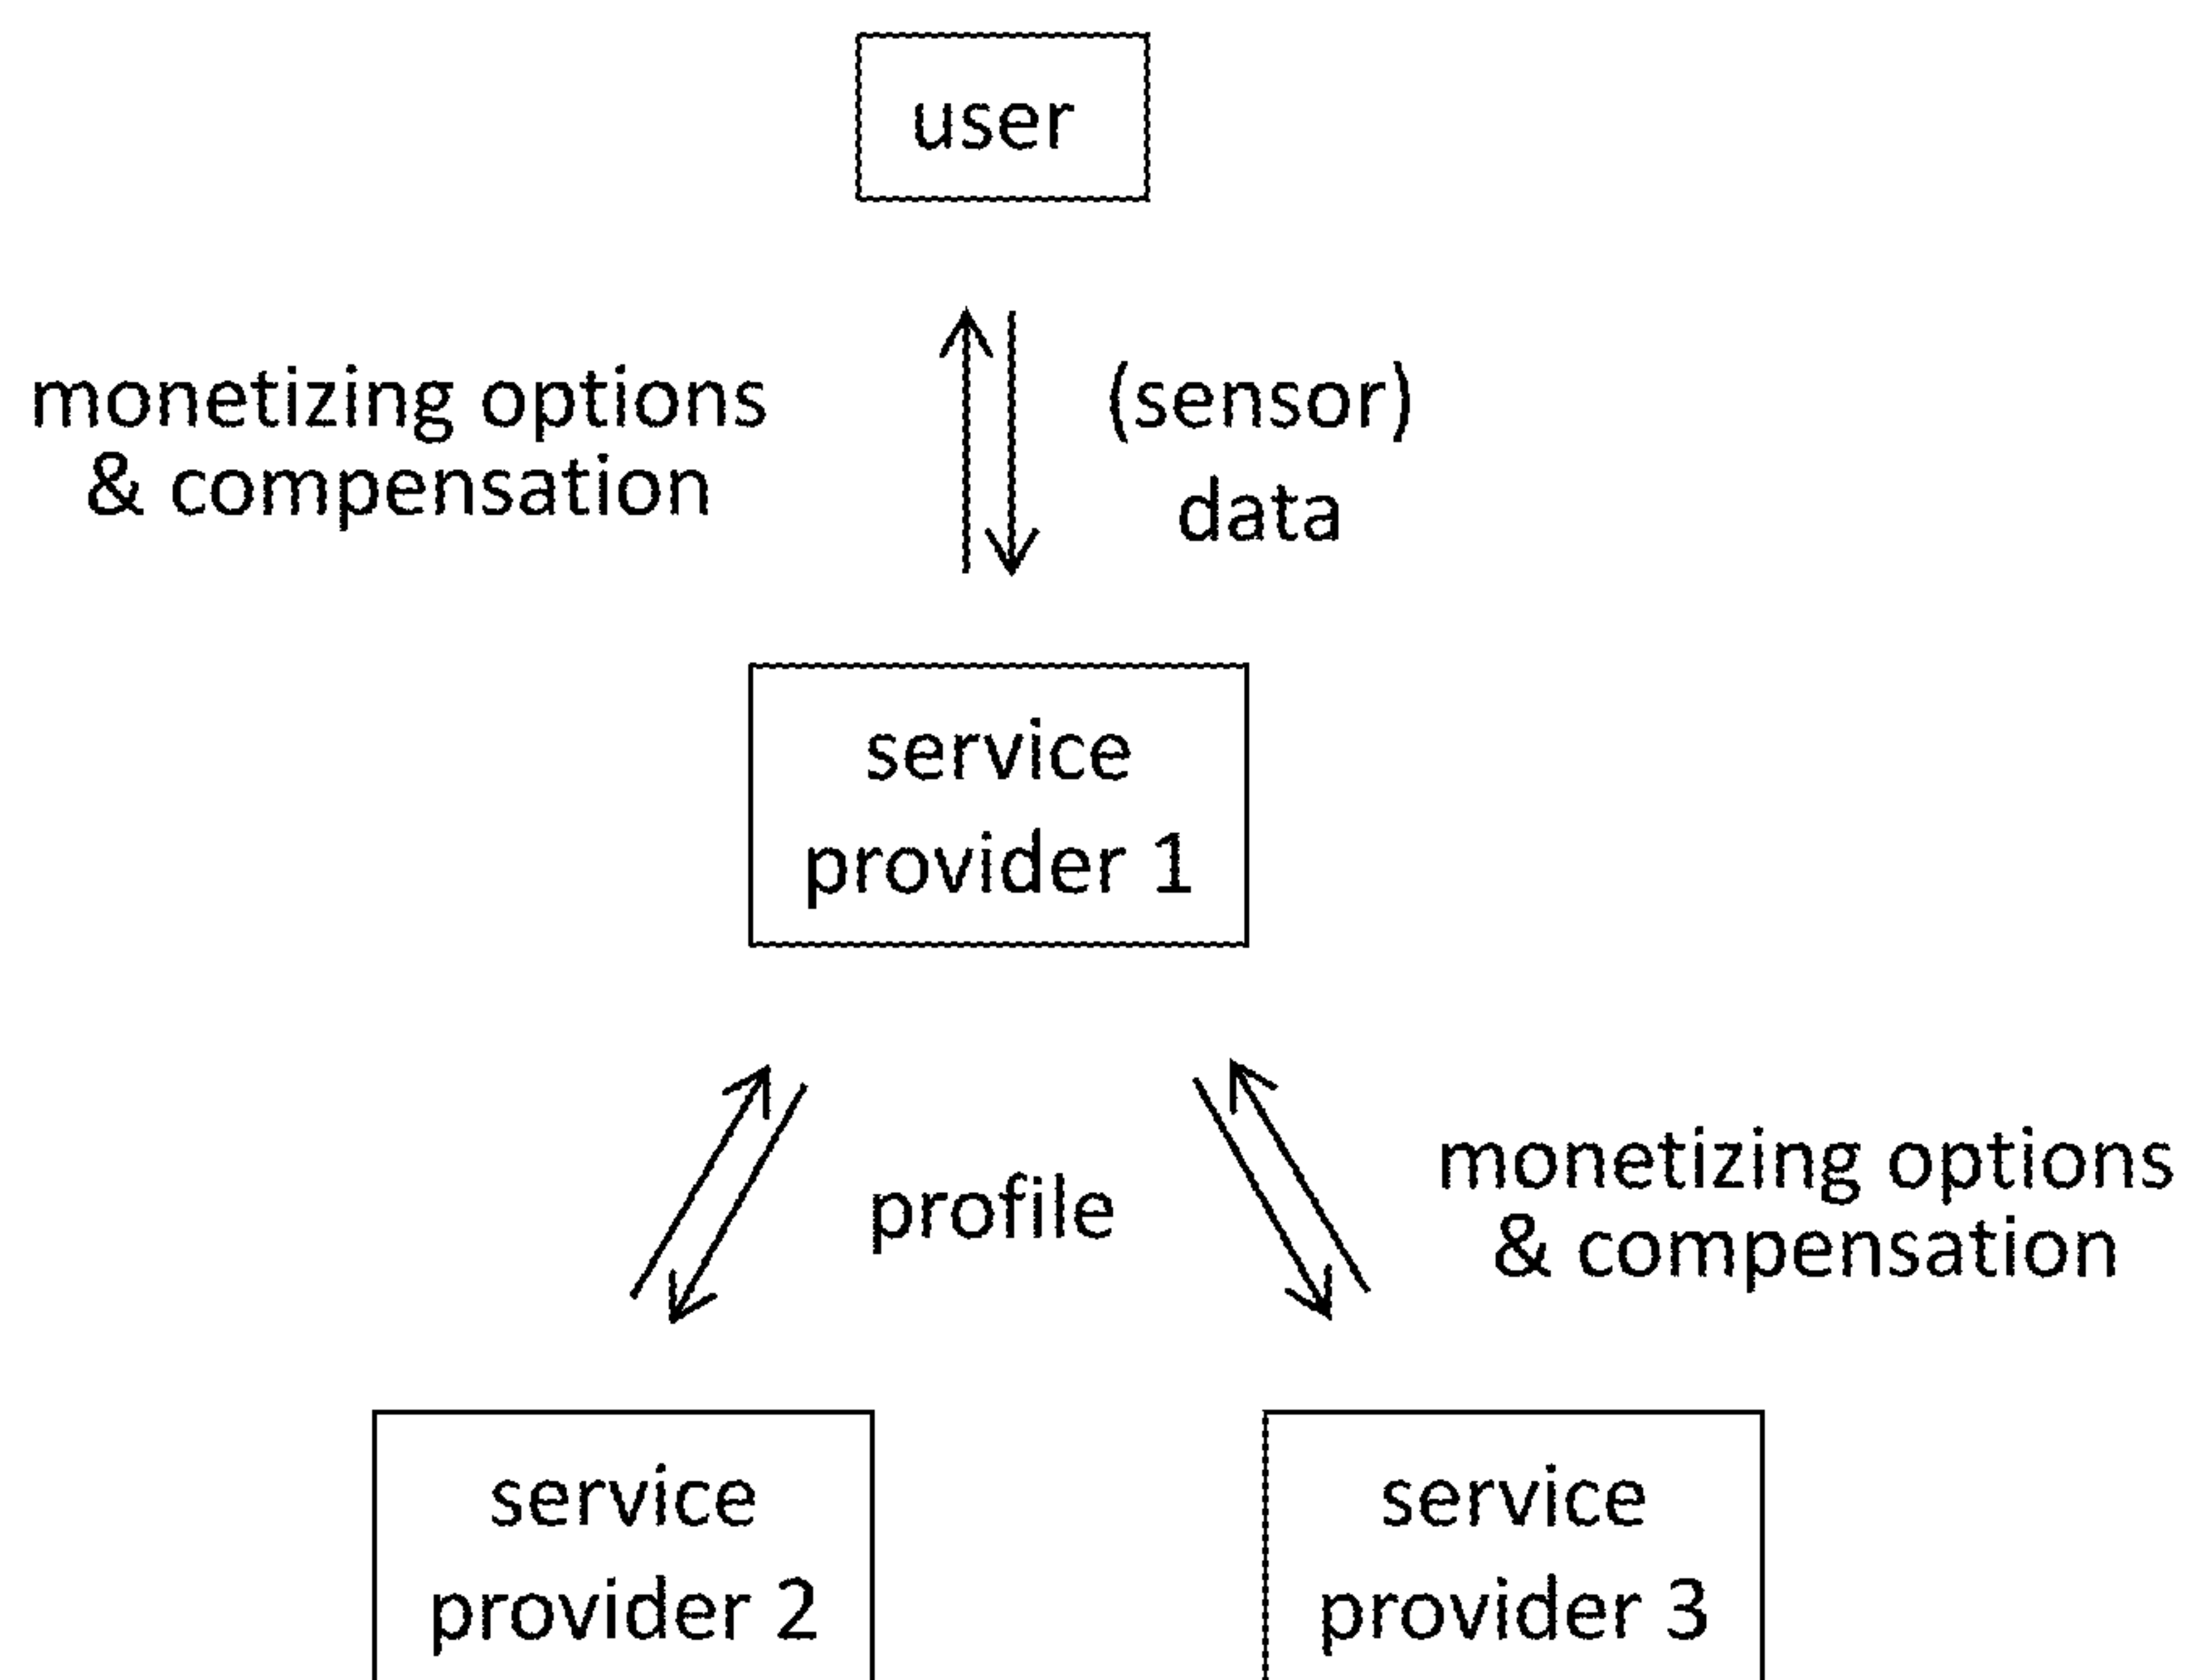 user
monetizing options
& compensation
(sensor)
data
service
provider 1
profile
monetizing options
& compensation
service
provider 2
service
provider 3